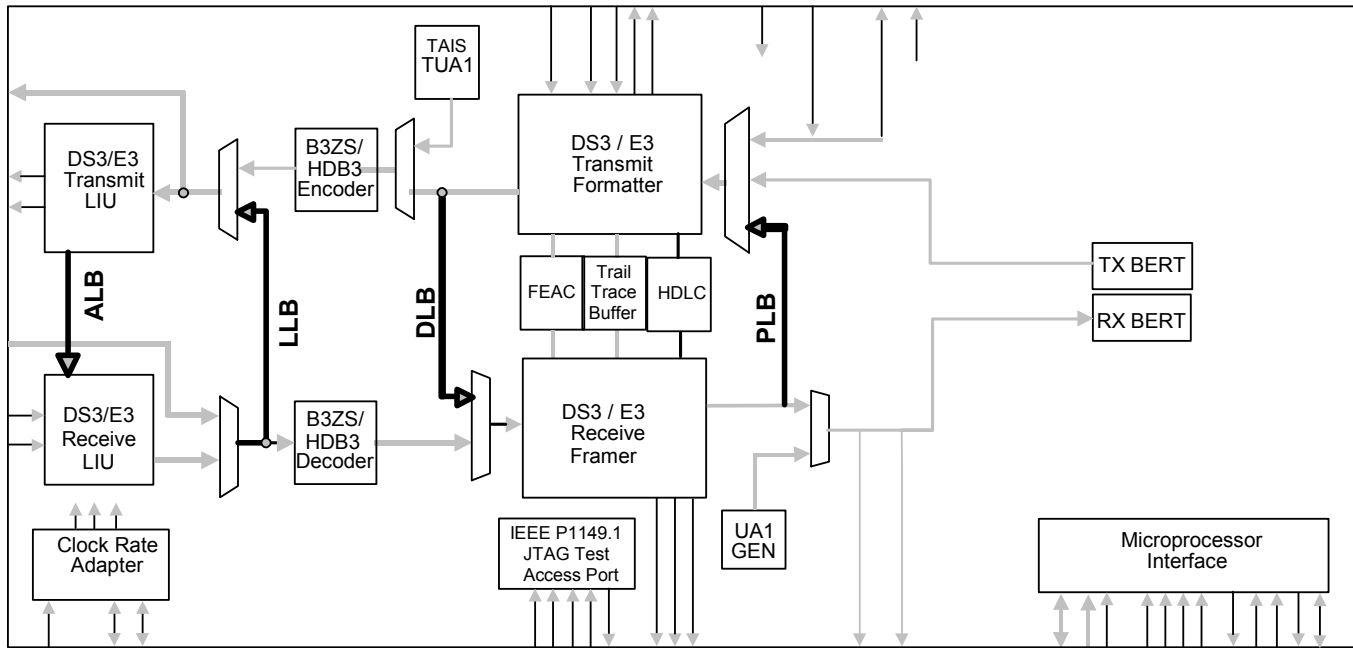 TAIS
TUA1
DS3/E3
Transmit
LIU
B3ZS/
HDB3
Encoder
DS3 / E3
Transmit
Formatter
ALB
LLB
DLB
FEAC
Trail
Trace
Buffer
HDLC
PLB
TX BERT
RX BERT
DS3/E3
Receive
LIU
B3ZS/
HDB3
Decoder
DS3 / E3
Receive
Framer
Clock Rate
Adapter
IEEE P1149.1
JTAG Test
Access Port
UA1
GEN
Microprocessor
Interface